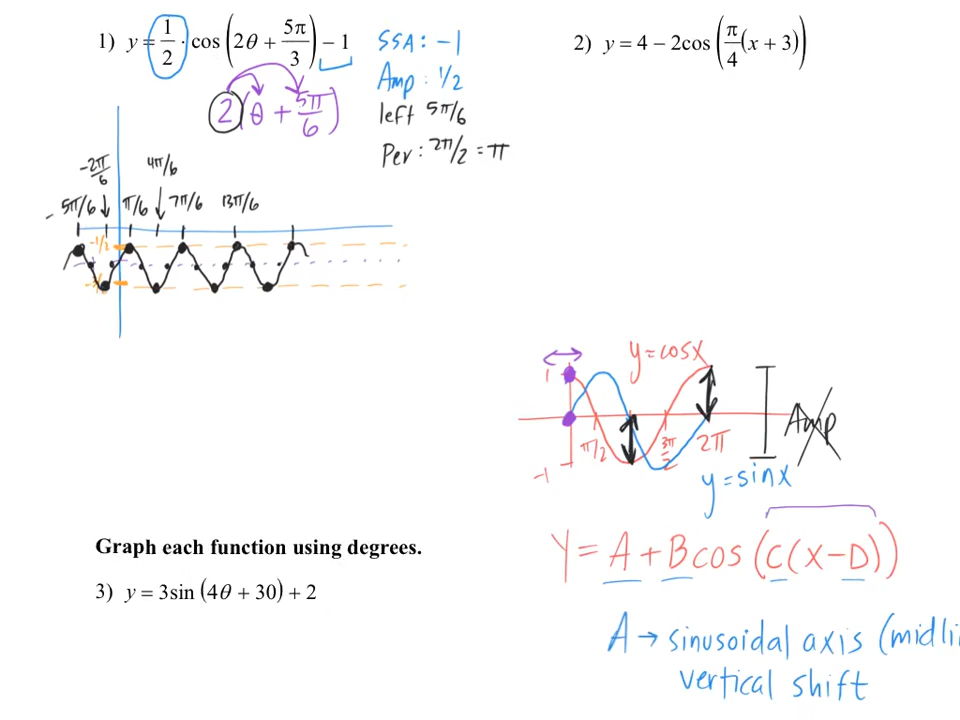 1) y = 1/2 · cos (2θ + 5π/3) − 1
SSA: −1
Amp: 1/2
2(θ + 5π/6)
left 5π/6
Per: 2π/2 = π
−2π/6
4π/6
−5π/6
π/6
7π/6
13π/6
−1/2
2) y = 4 − 2cos (π/4 (x + 3))
y=cosx
1
π/2
3π/2
2π
−1
Amp
y=sinx
Y = A + B cos (C(x−D))
A → sinusoidal axis (midli
vertical shift
Graph each function using degrees.
3) y = 3sin (4θ + 30) + 2